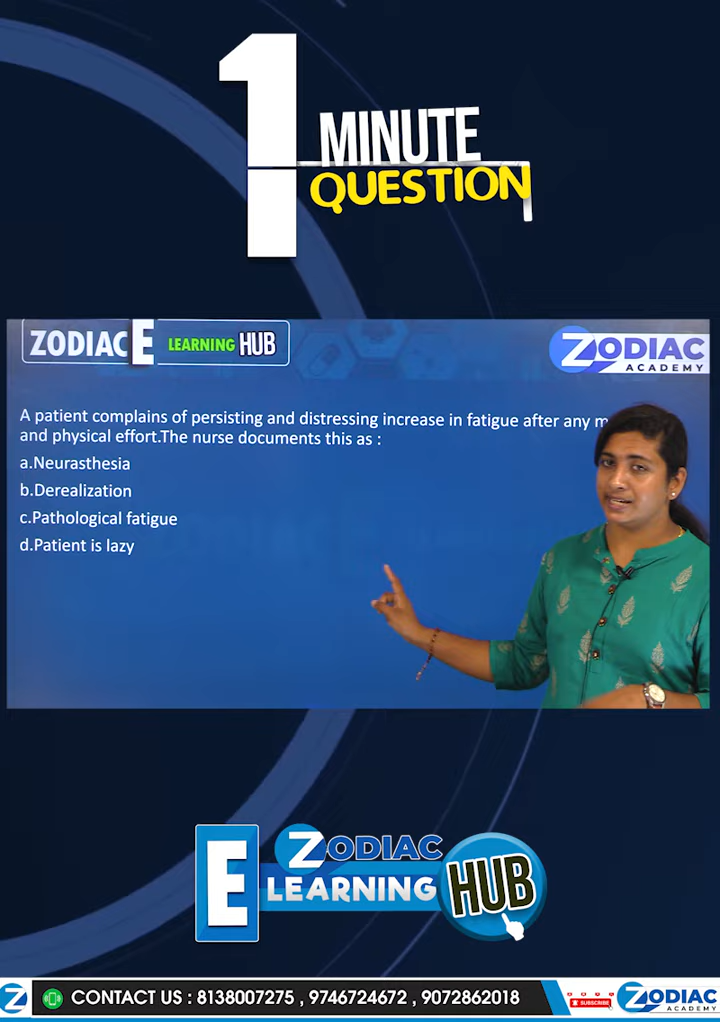 1
MINUTE
QUESTION
ZODIAC E LEARNING HUB
ZODIAC
ACADEMY
A patient complains of persisting and distressing increase in fatigue after any
and physical effort.The nurse documents this as :
a.Neurasthesia
b.Derealization
c.Pathological fatigue
d.Patient is lazy
ZODIAC
E LEARNING HUB
Z
CONTACT US : 8138007275 , 9746724672 , 9072862018
SUBSCRIBE
ZODIAC
ACADEMY